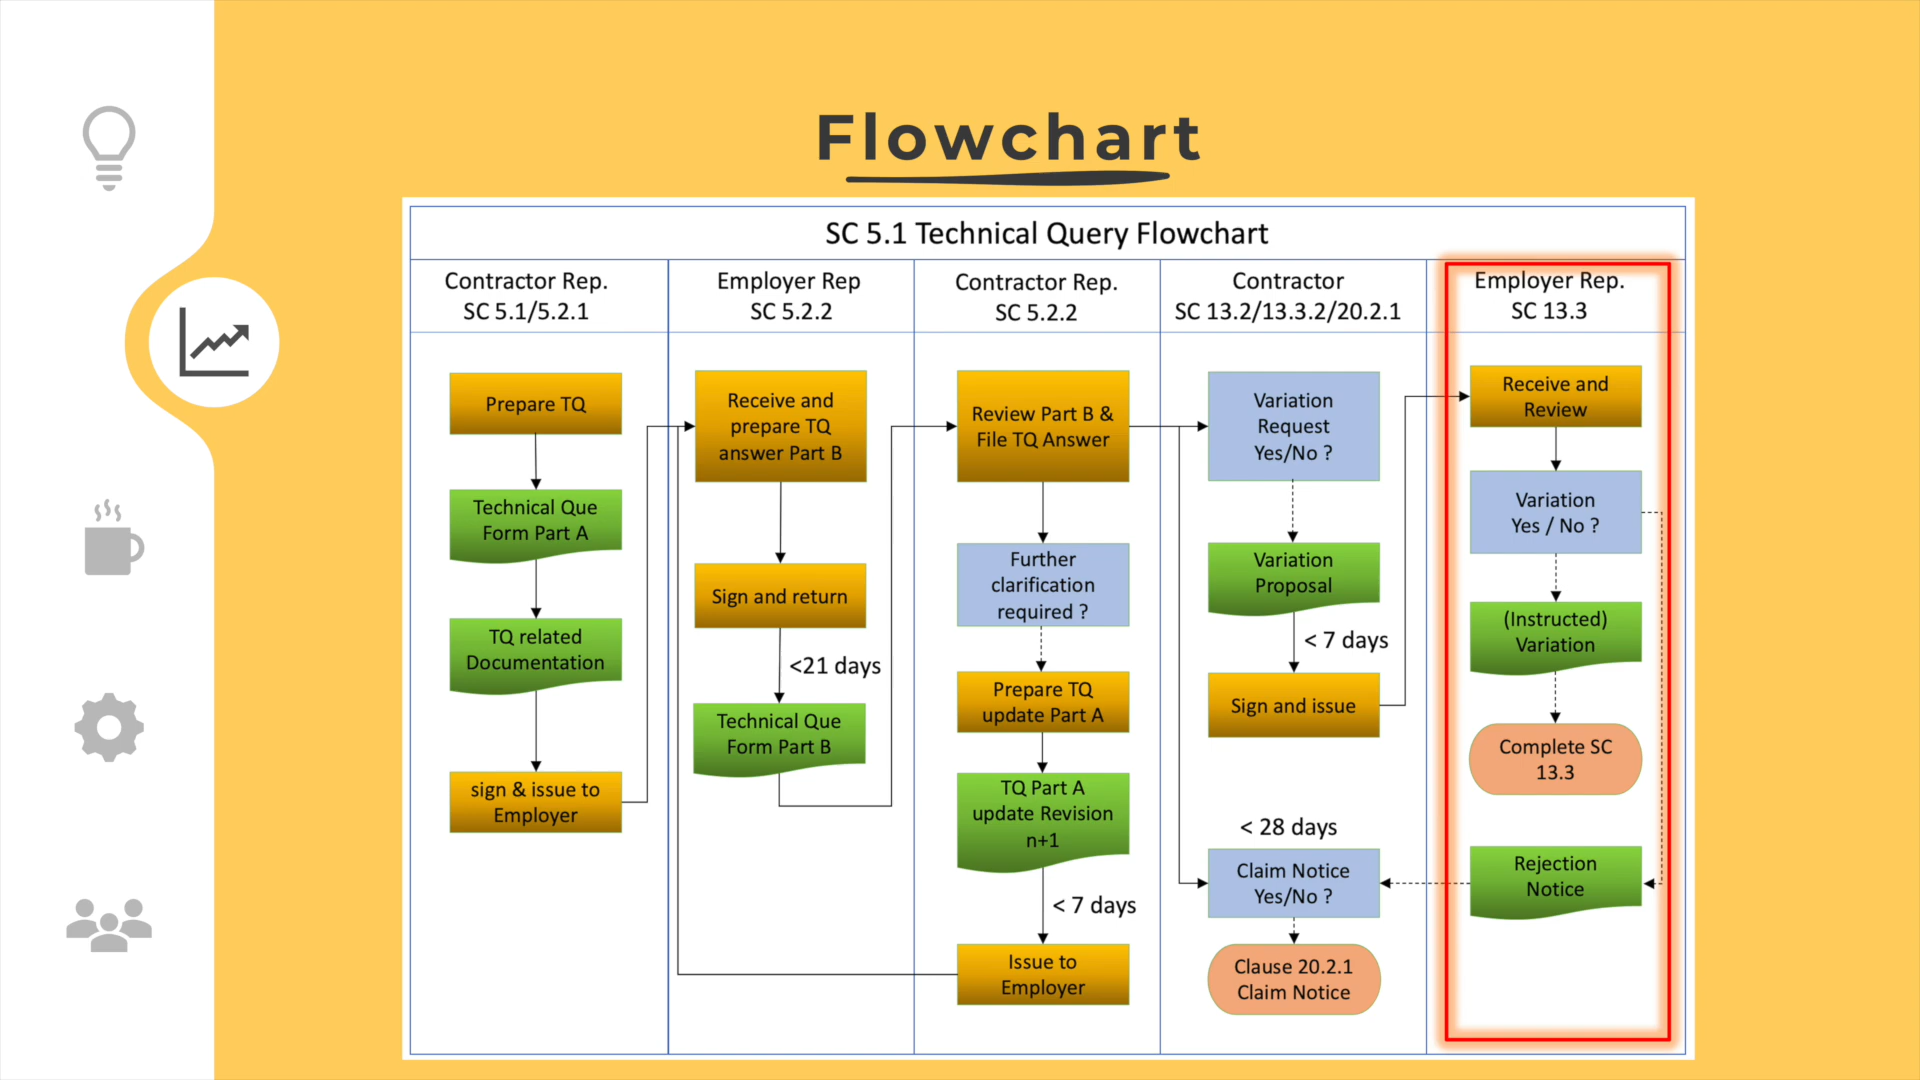 Flowchart
SC 5.1 Technical Query Flowchart
Contractor Rep.
SC 5.1/5.2.1
Employer Rep
SC 5.2.2
Contractor Rep.
SC 5.2.2
Contractor
SC 13.2/13.3.2/20.2.1
Employer Rep.
SC 13.3
Prepare TQ
Technical Que
Form Part A
TQ related
Documentation
sign & issue to
Employer
Receive and
prepare TQ
answer Part B
Sign and return
<21 days
Technical Que
Form Part B
Review Part B &
File TQ Answer
Further
clarification
required ?
Prepare TQ
update Part A
TQ Part A
update Revision
n+1
< 7 days
Issue to
Employer
Variation
Request
Yes/No ?
Variation
Proposal
< 7 days
Sign and issue
< 28 days
Claim Notice
Yes/No ?
Clause 20.2.1
Claim Notice
Receive and
Review
Variation
Yes / No ?
(Instructed)
Variation
Complete SC
13.3
Rejection
Notice